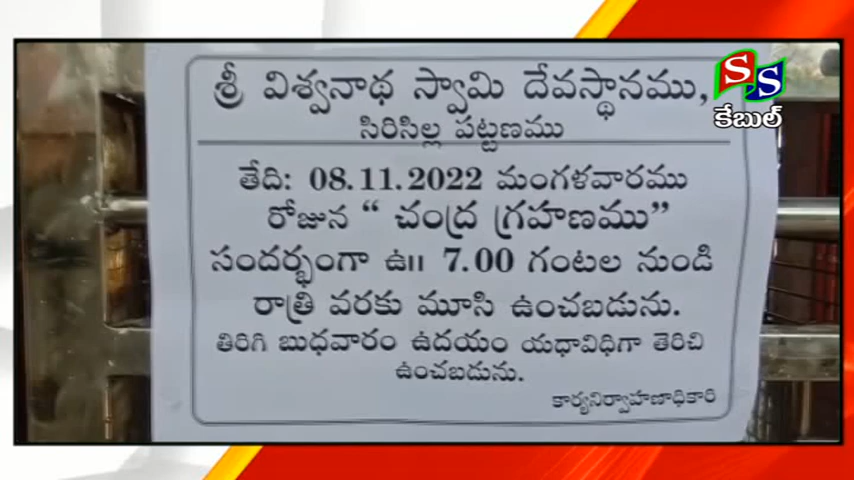 శ్రీ విశ్వనాథ స్వామి దేవస్థానము,
సిరిసిల్ల పట్టణము
తేది: 08.11.2022 మంగళవారము
రోజున “ చంద్ర గ్రహణము”
సందర్భంగా ఉ॥ 7.00 గంటల నుండి
రాత్రి వరకు మూసి ఉంచబడును.
తిరిగి బుధవారం ఉదయం యధావిధిగా తెరిచి
ఉంచబడును.
కార్యనిర్వాహణాధికారి
SS
కేబుల్